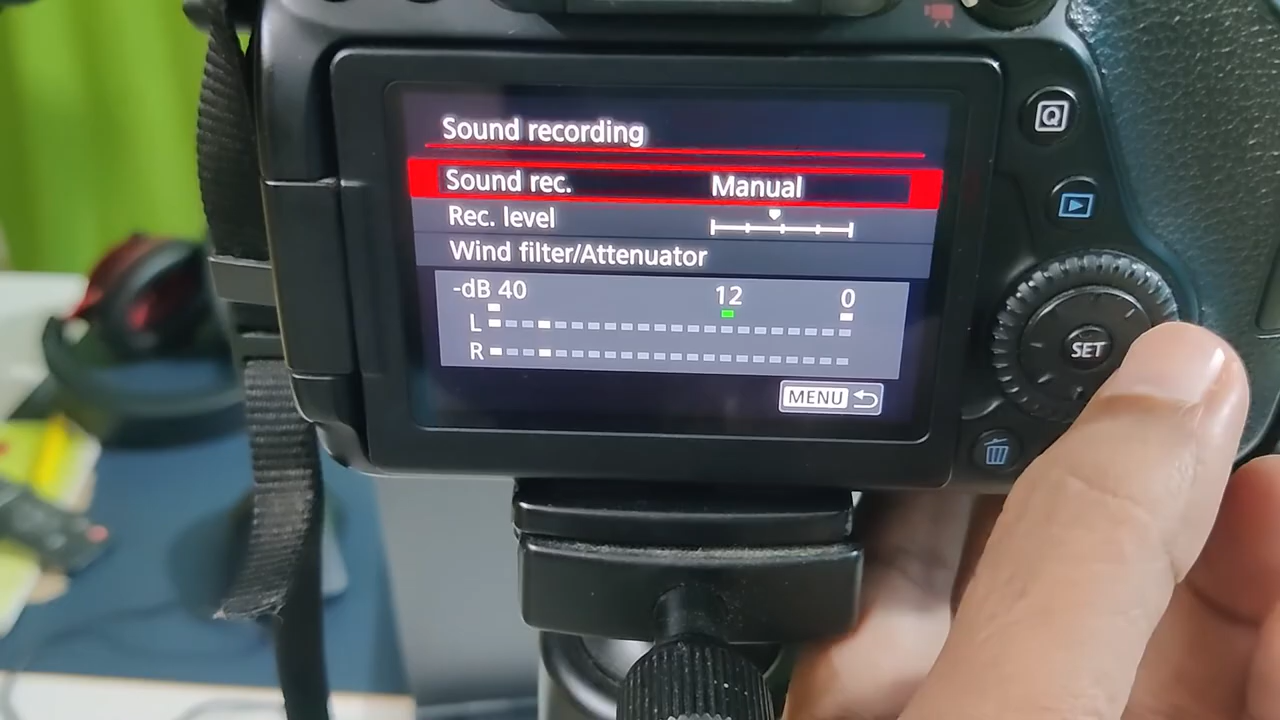 Sound recording
Sound rec. Manual
Rec. level
Wind filter/Attenuator
-dB 40 12 0
L
R
MENU
Q
SET